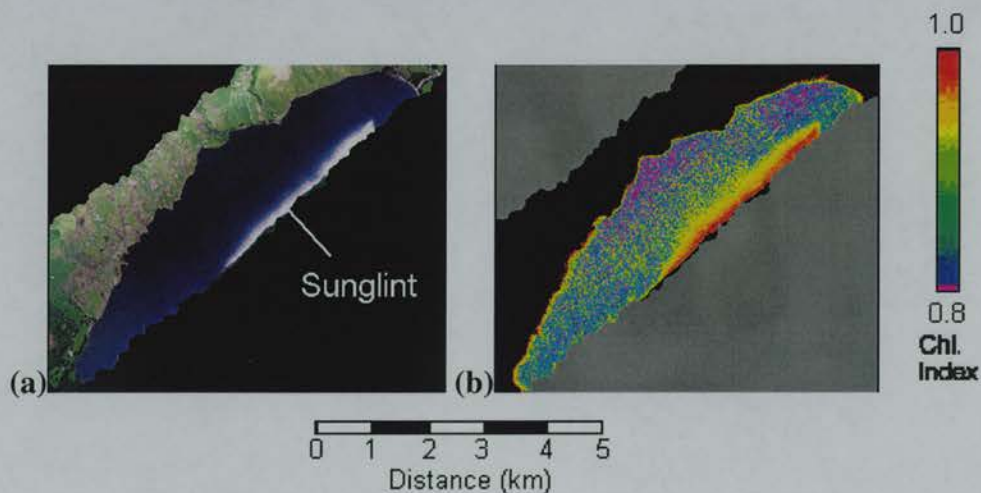 1.0
Sunglint
0.8
Chl.
Index
(a)
(b)
0 1 2 3 4 5
Distance (km)